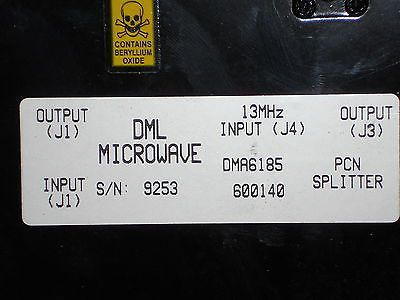 CONTAINS
BERYLLIUM
OXIDE
OUTPUT
(J1)
DML
MICROWAVE
13MHz
INPUT (J4)
OUTPUT
(J3)
INPUT
(J1)
S/N: 9253
DMA6185
600140
PCN
SPLITTER